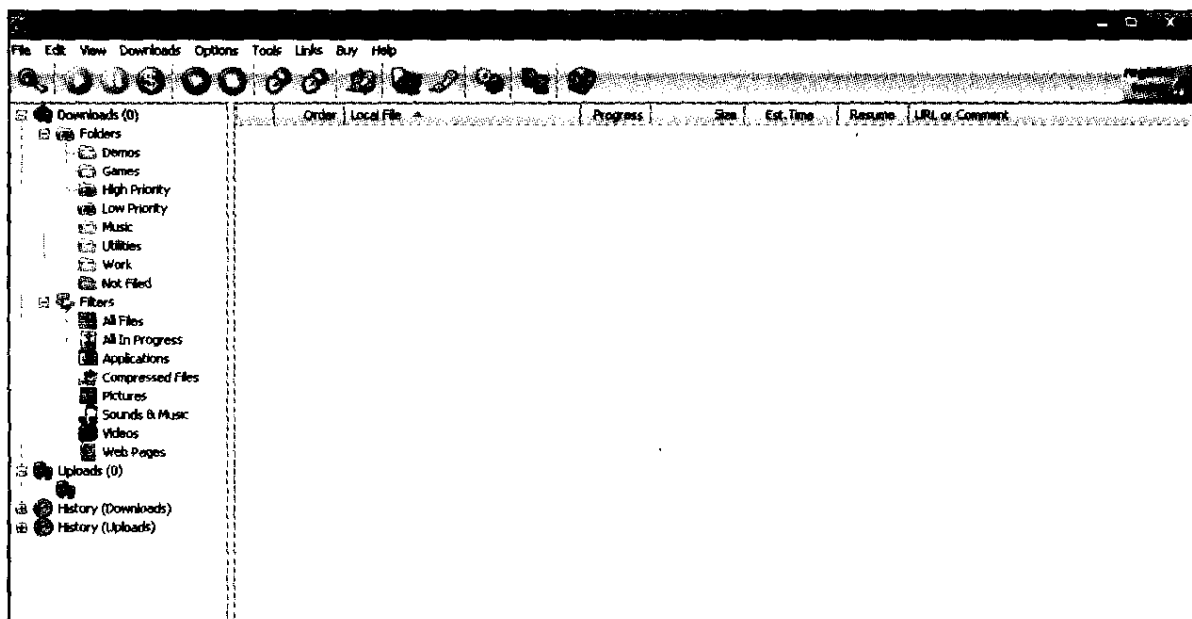 File Edit View Downloads Options Tools Links Buy Help
Downloads (0)
Order Local File Progress Size Est. Time Resume URL or Comment
Folders
Demos
Games
High Priority
Low Priority
Music
Utilities
Work
Not Filed
Filters
All Files
All In Progress
Applications
Compressed Files
Pictures
Sounds & Music
Videos
Web Pages
Uploads (0)
History (Downloads)
History (Uploads)